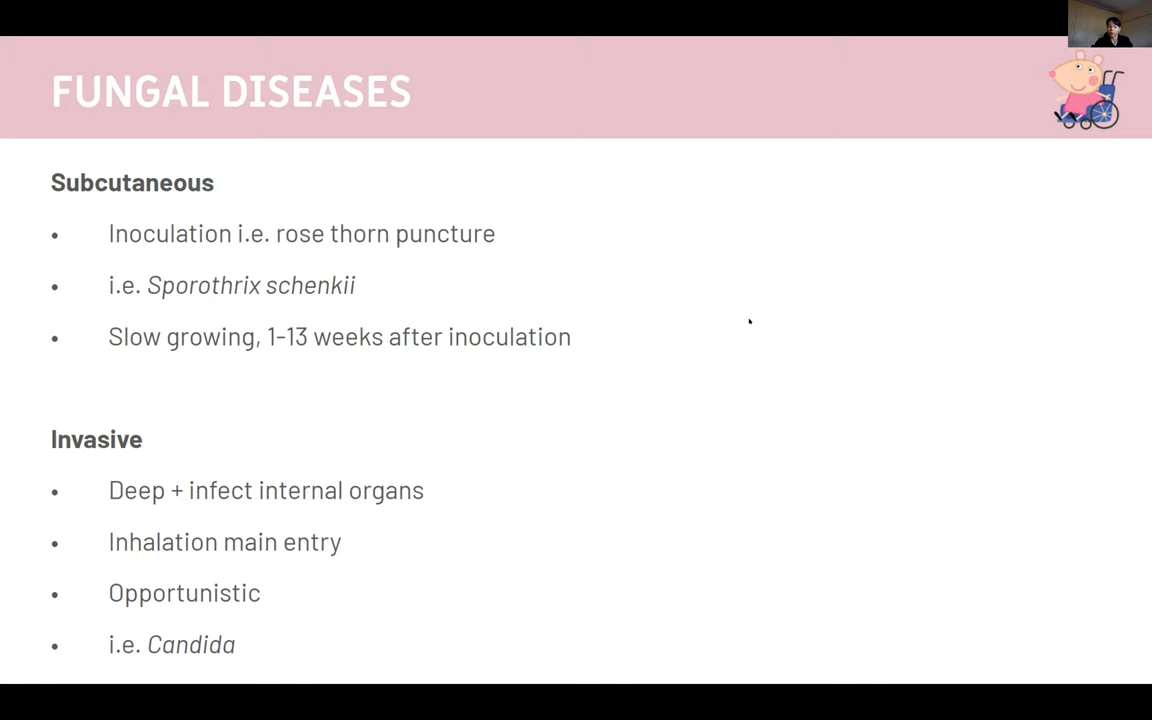 FUNGAL DISEASES
Subcutaneous
• Inoculation i.e. rose thorn puncture
• i.e. Sporothrix schenkii
• Slow growing, 1-13 weeks after inoculation
Invasive
• Deep + infect internal organs
• Inhalation main entry
• Opportunistic
• i.e. Candida